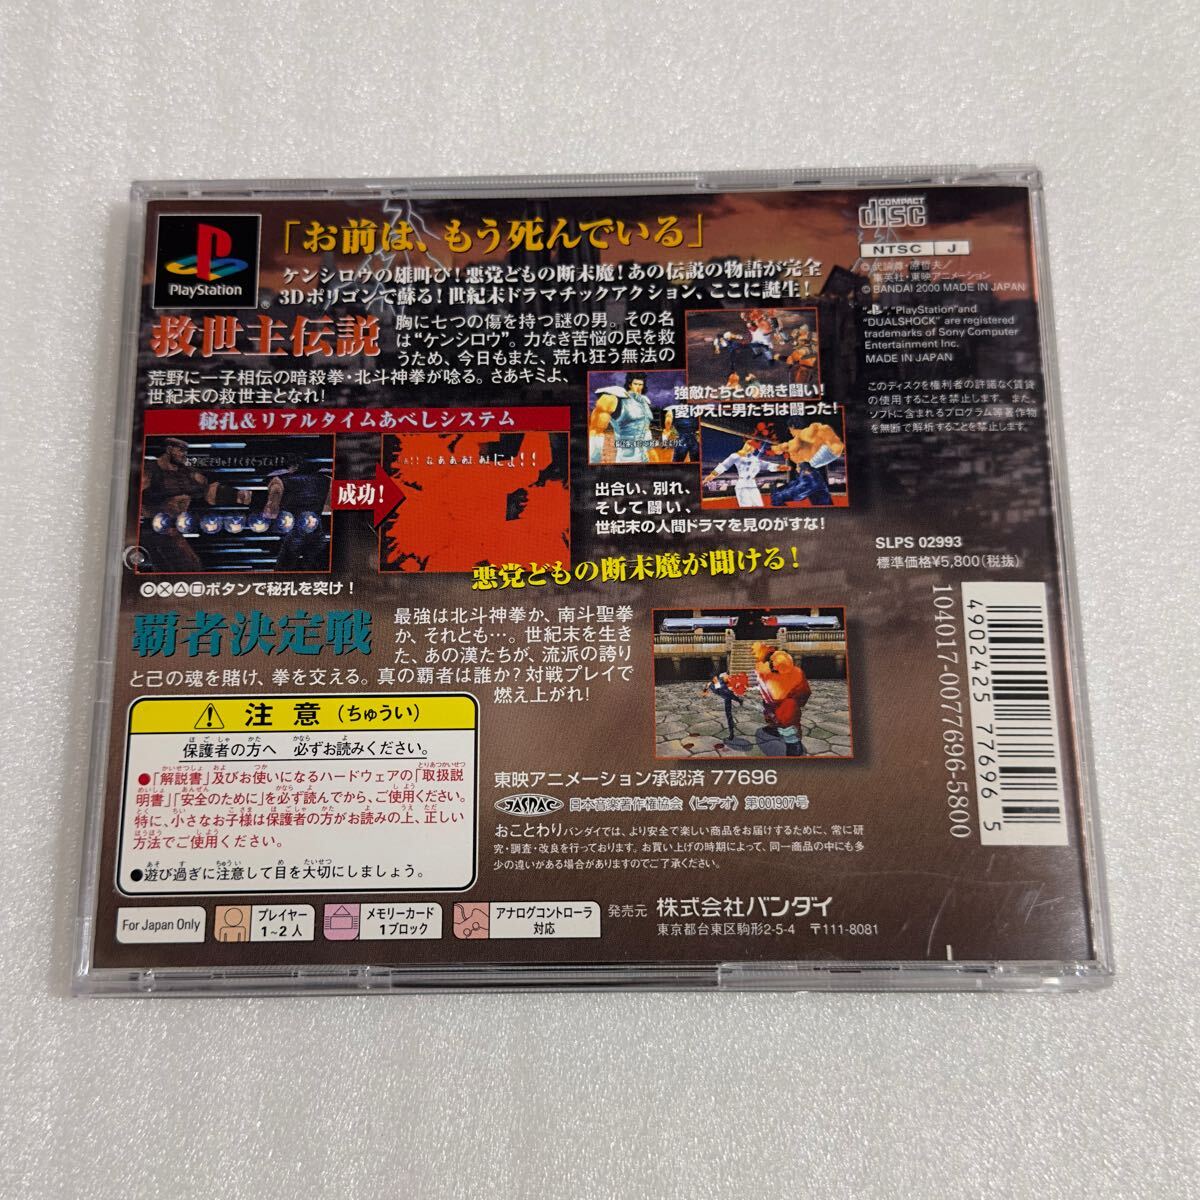 PlayStation
「お前は、もう死んでいる」
ケンシロウの雄叫び!悪党どもの断末魔!あの伝説の物語が完全
3Dポリゴンで蘇る!世紀末ドラマチックアクション、ここに誕生!
救世主伝説
胸に七つの傷を持つ謎の男。その名
は"ケンシロウ"。力なき苦悩の民を救
うため、今日もまた、荒れ狂う無法の
荒野に一子相伝の暗殺拳・北斗神拳が唸る。さあキミよ、
世紀末の救世主となれ!
秘孔&リアルタイムあべしシステム
成功!
○×△□ボタンで秘孔を突け!
強敵たちとの熱き闘い!
愛ゆえに男たちは闘った!
出合い、別れ、
そして闘い、
世紀末の人間ドラマを見のがすな!
悪党どもの断末魔が聞ける!
覇者決定戦
最強は北斗神拳か、南斗聖拳
か、それとも…。世紀末を生き
た、あの漢たちが、流派の誇り
と己の魂を賭け、拳を交える。真の覇者は誰か?対戦プレイで
燃え上がれ!
注意(ちゅうい)
保護者の方へ 必ずお読みください。
●「解説書」及びお使いになるハードウェアの「取扱説
明書」「安全のために」を必ず読んでから、ご使用ください。
特に、小さなお子様は保護者の方がお読みの上、正しい
方法でご使用ください。
●遊び過ぎに注意して目を大切にしましょう。
For Japan Only
プレイヤー
1~2人
メモリーカード
1ブロック
アナログコントローラ
対応
COMPACT
disc
NTSC J
©武論尊・原哲夫/
集英社・東映アニメーション
© BANDAI 2000 MADE IN JAPAN
" ", "PlayStation" and
"DUALSHOCK" are registered
trademarks of Sony Computer
Entertainment Inc.
MADE IN JAPAN
このディスクを権利者の許諾なく賃貸
の使用することを禁止します。また、
ソフトに含まれるプログラム等著作物
を無断で解析することを禁止します。
SLPS 02993
標準価格¥5,800(税抜)
104017-0077696-5800
4902425 77696 5
東映アニメーション承認済 77696
JASRAC 日本音楽著作権協会〈ビデオ〉第001907号
おことわり バンダイでは、より安全で楽しい商品をお届けするために、常に研
究・調査・改良を行っております。お買い上げの時期によって、同一商品の中にも多
少の違いがある場合がありますのでご了承ください。
発売元 株式会社バンダイ
東京都台東区駒形2-5-4 〒111-8081